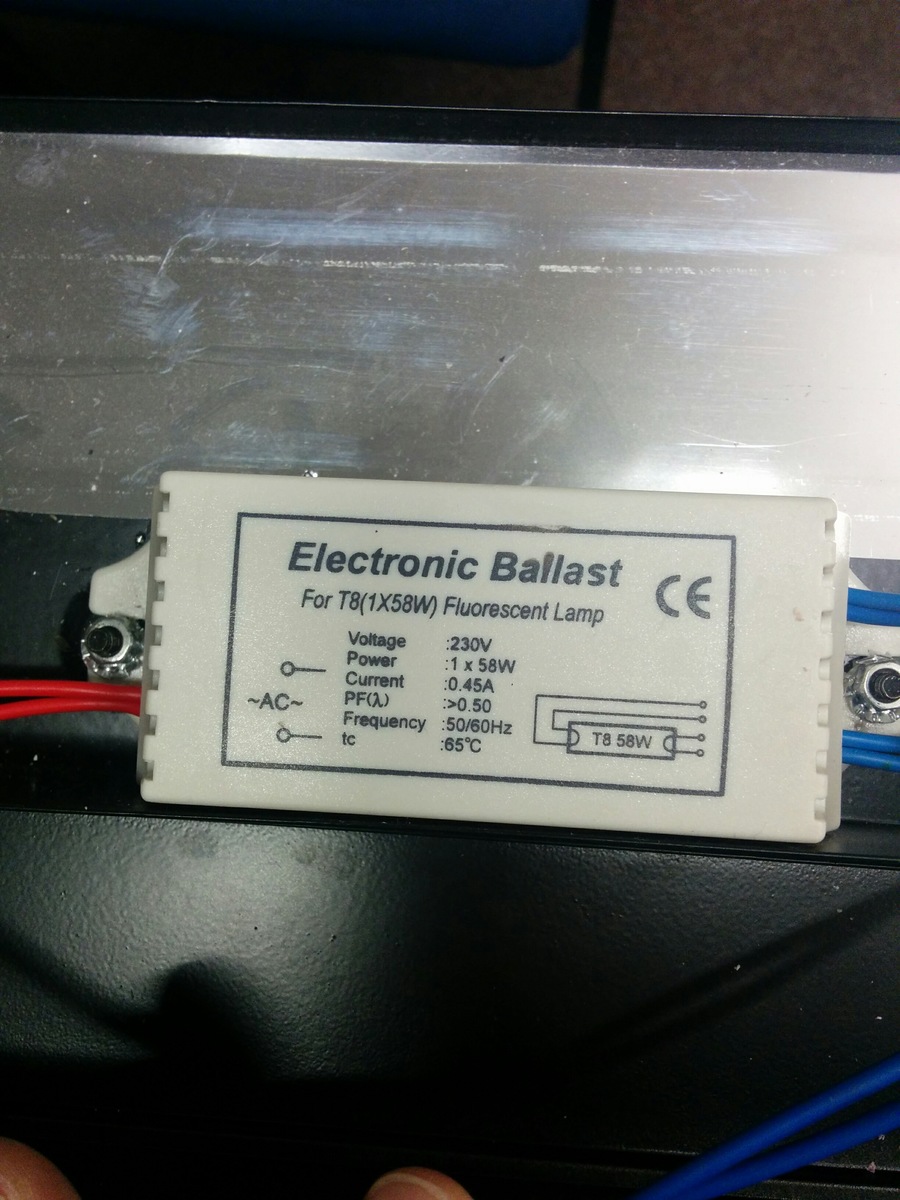 Electronic Ballast
For T8(1X58W) Fluorescent Lamp
CE
Voltage :230V
Power :1 x 58W
Current :0.45A
PF(λ) :>0.50
Frequency :50/60Hz
tc :65℃
~AC~
T8 58W